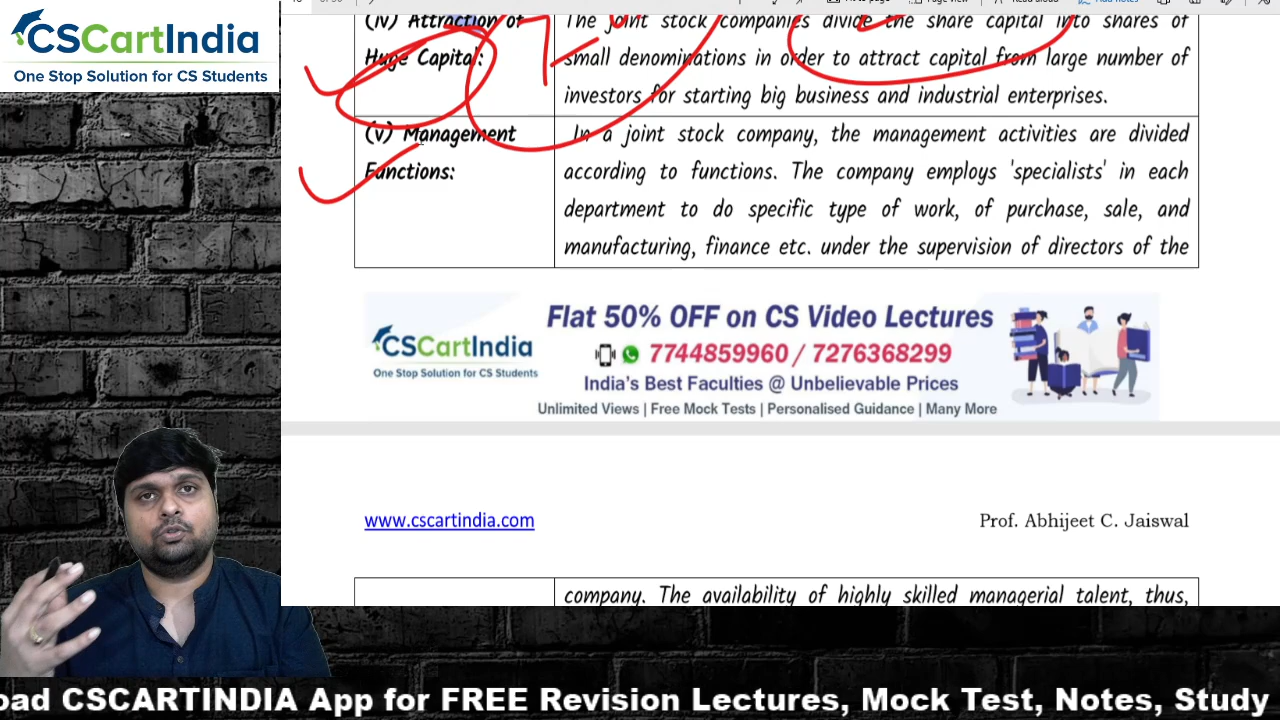 CSCartIndia
One Stop Solution for CS Students
(iv) Attraction of
Huge Capital:
The joint stock companies divide the share capital into shares of
small denominations in order to attract capital from large number of
investors for starting big business and industrial enterprises.
(v) Management
Functions:
In a joint stock company, the management activities are divided
according to functions. The company employs 'specialists' in each
department to do specific type of work, of purchase, sale, and
manufacturing, finance etc. under the supervision of directors of the
CSCartIndia
One Stop Solution for CS Students
Flat 50% OFF on CS Video Lectures
7744859960 / 7276368299
India's Best Faculties @ Unbelievable Prices
Unlimited Views | Free Mock Tests | Personalised Guidance | Many More
www.cscartindia.com
Prof. Abhijeet C. Jaiswal
company. The availability of highly skilled managerial talent, thus,
oad CSCARTINDIA App for FREE Revision Lectures, Mock Test, Notes, Study